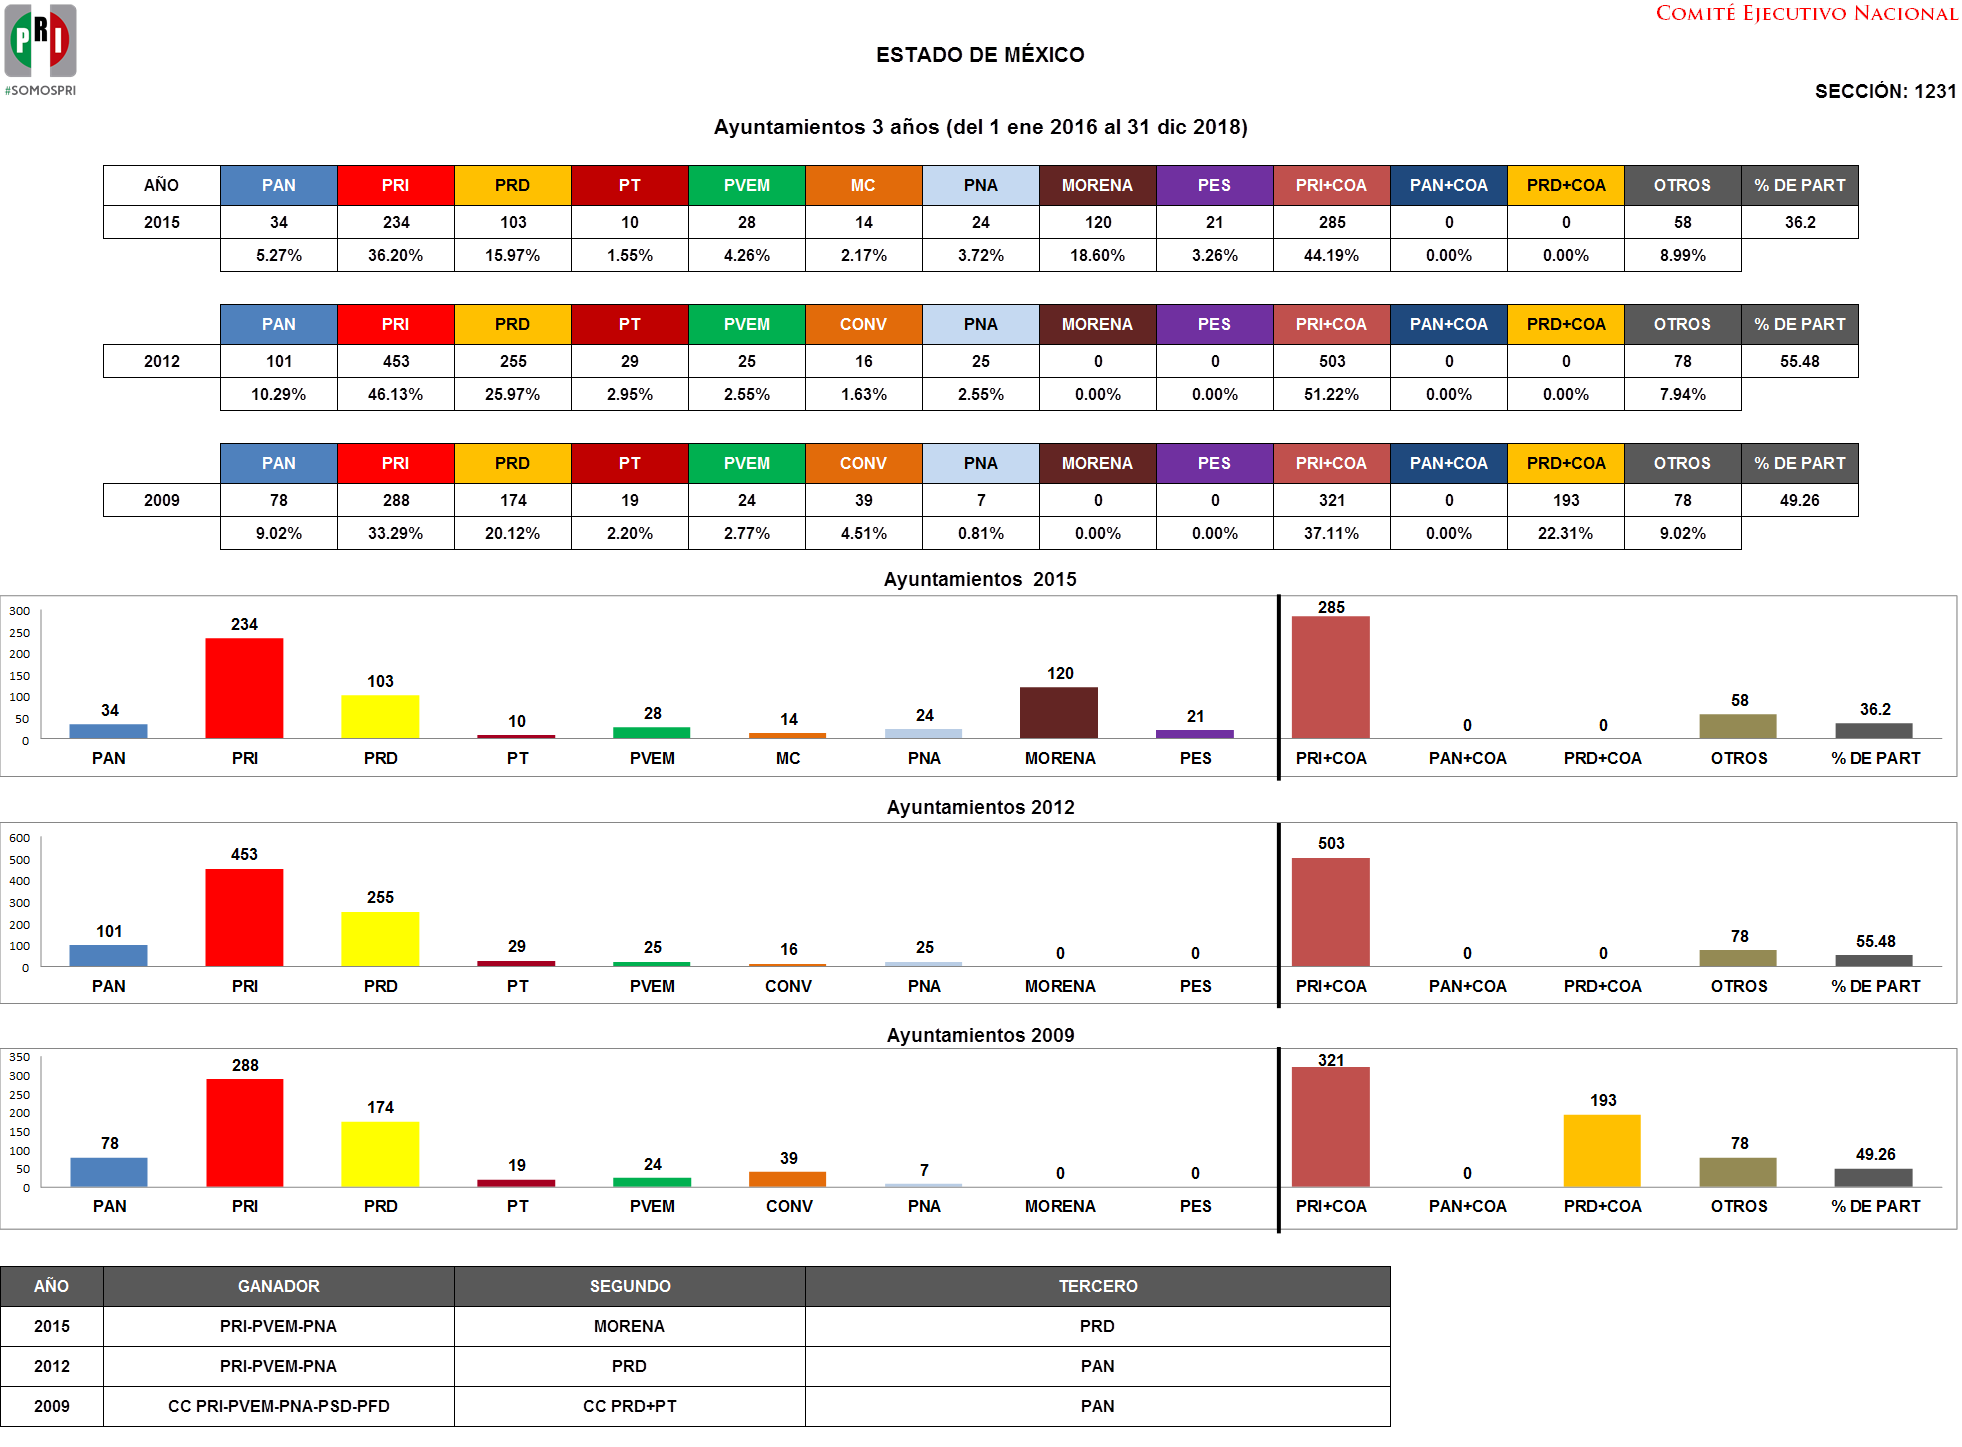 PRI
#SOMOSPRI
COMITÉ EJECUTIVO NACIONAL
ESTADO DE MÉXICO
SECCIÓN: 1231
Ayuntamientos 3 años (del 1 ene 2016 al 31 dic 2018)
AÑO PAN PRI PRD PT PVEM MC PNA MORENA PES PRI+COA PAN+COA PRD+COA OTROS % DE PART
2015 34 234 103 10 28 14 24 120 21 285 0 0 58 36.2
5.27% 36.20% 15.97% 1.55% 4.26% 2.17% 3.72% 18.60% 3.26% 44.19% 0.00% 0.00% 8.99%
PAN PRI PRD PT PVEM CONV PNA MORENA PES PRI+COA PAN+COA PRD+COA OTROS % DE PART
2012 101 453 255 29 25 16 25 0 0 503 0 0 78 55.48
10.29% 46.13% 25.97% 2.95% 2.55% 1.63% 2.55% 0.00% 0.00% 51.22% 0.00% 0.00% 7.94%
PAN PRI PRD PT PVEM CONV PNA MORENA PES PRI+COA PAN+COA PRD+COA OTROS % DE PART
2009 78 288 174 19 24 39 7 0 0 321 0 193 78 49.26
9.02% 33.29% 20.12% 2.20% 2.77% 4.51% 0.81% 0.00% 0.00% 37.11% 0.00% 22.31% 9.02%
Ayuntamientos 2015
300
250
200
150
100
50
0
34 234 103 10 28 14 24 120 21 285 0 0 58 36.2
PAN PRI PRD PT PVEM MC PNA MORENA PES PRI+COA PAN+COA PRD+COA OTROS % DE PART
Ayuntamientos 2012
600
500
400
300
200
100
0
101 453 255 29 25 16 25 0 0 503 0 0 78 55.48
PAN PRI PRD PT PVEM CONV PNA MORENA PES PRI+COA PAN+COA PRD+COA OTROS % DE PART
Ayuntamientos 2009
350
300
250
200
150
100
50
0
78 288 174 19 24 39 7 0 0 321 0 193 78 49.26
PAN PRI PRD PT PVEM CONV PNA MORENA PES PRI+COA PAN+COA PRD+COA OTROS % DE PART
AÑO GANADOR SEGUNDO TERCERO
2015 PRI-PVEM-PNA MORENA PRD
2012 PRI-PVEM-PNA PRD PAN
2009 CC PRI-PVEM-PNA-PSD-PFD CC PRD+PT PAN